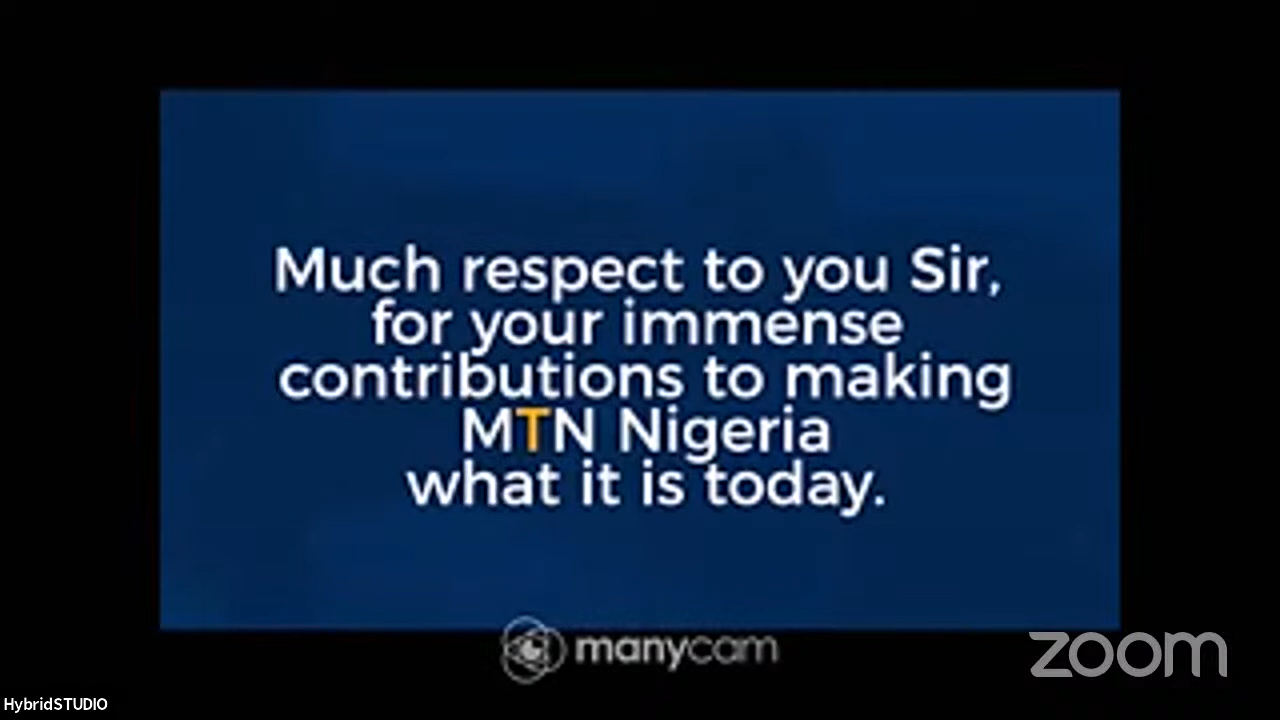 Much respect to you Sir,
for your immense
contributions to making
MTN Nigeria
what it is today.
manycam
zoom
HybridSTUDIO